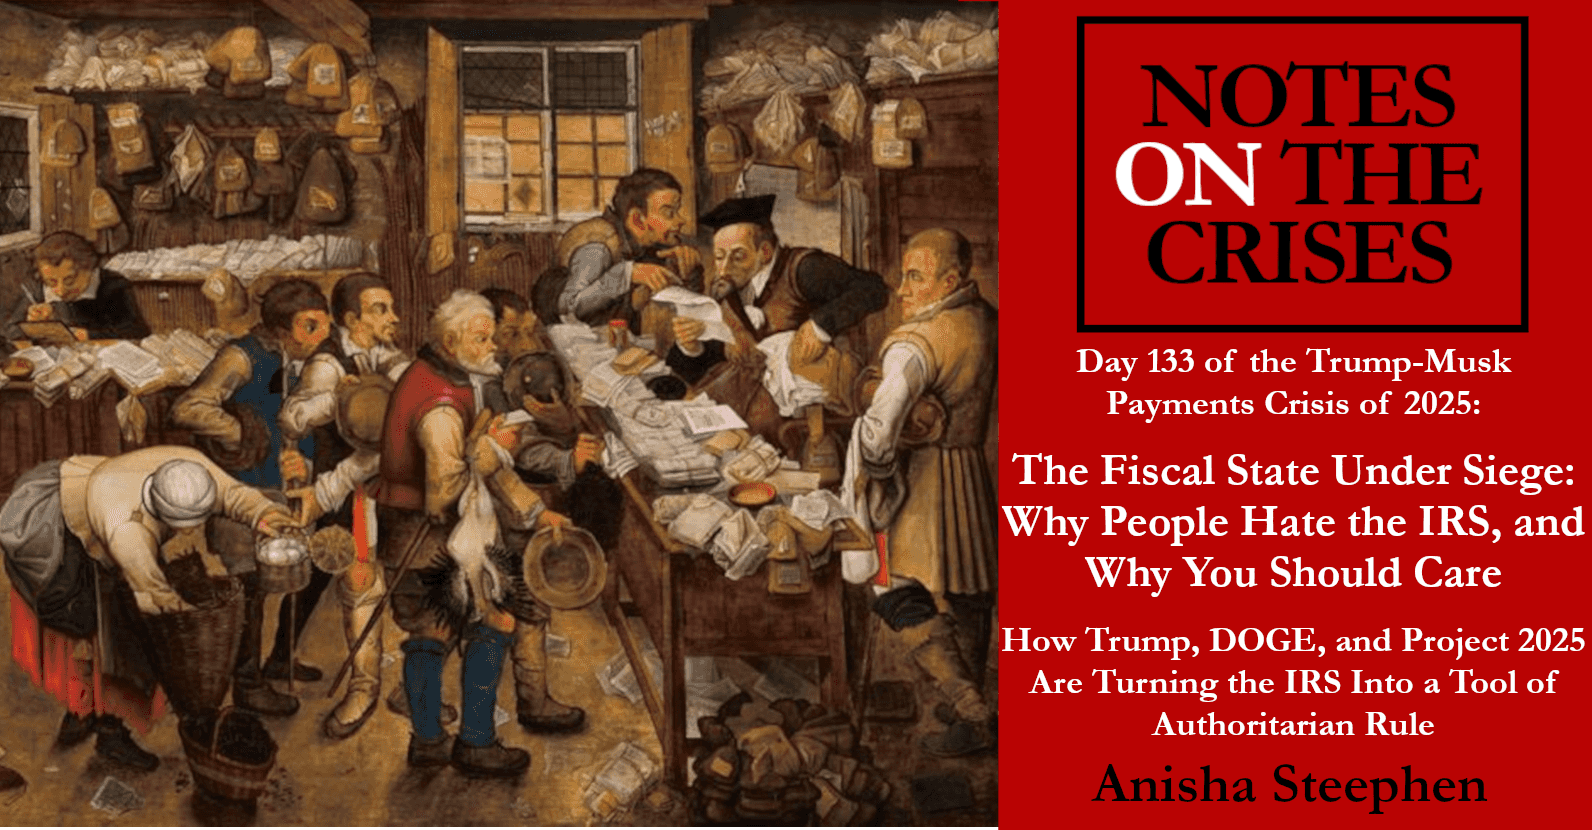 NOTES
ON THE
CRISES
Day 133 of the Trump-Musk
Payments Crisis of 2025:
The Fiscal State Under Siege:
Why People Hate the IRS, and
Why You Should Care
How Trump, DOGE, and Project 2025
Are Turning the IRS Into a Tool of
Authoritarian Rule
Anisha Steephen